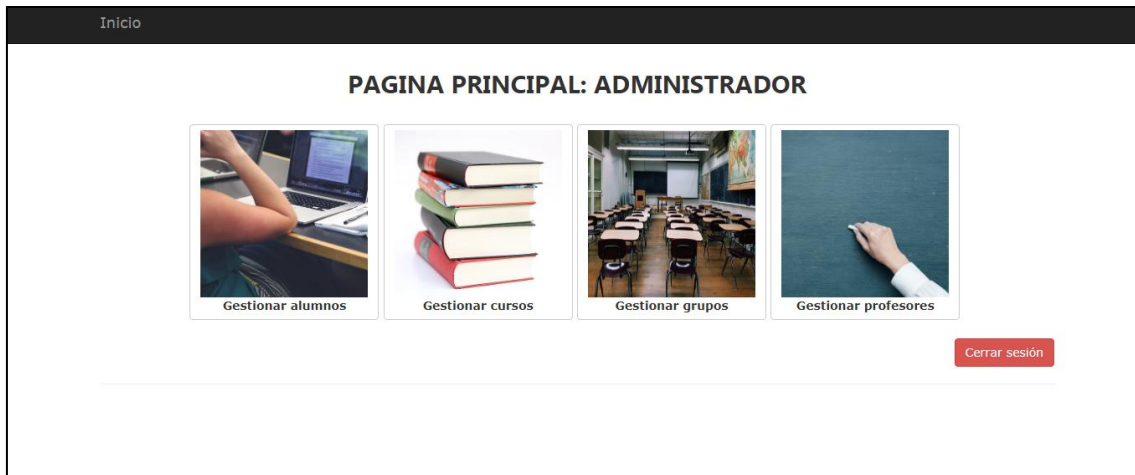 Inicio
PAGINA PRINCIPAL: ADMINISTRADOR
Gestionar alumnos
Gestionar cursos
Gestionar grupos
Gestionar profesores
Cerrar sesión